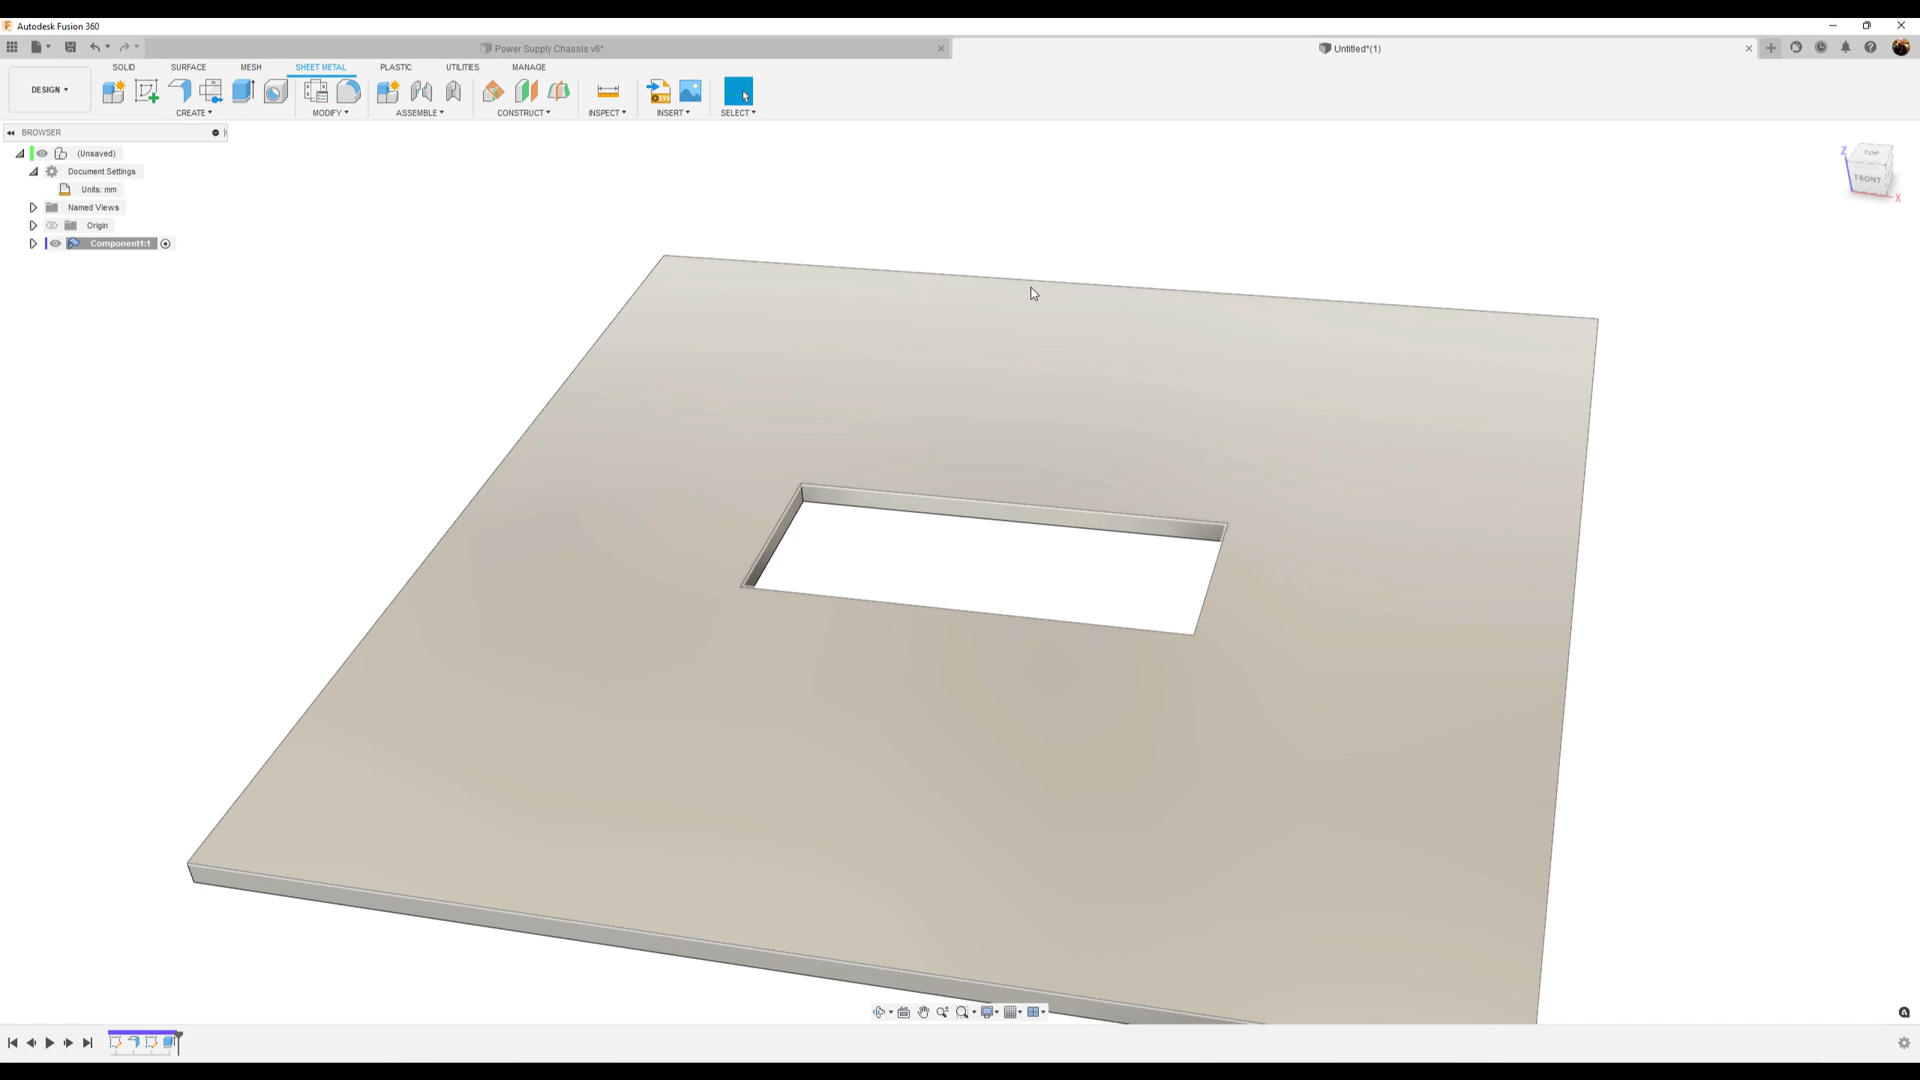 Autodesk Fusion 360
Power Supply Chassis v6*
Untitled*(1)
SOLID SURFACE MESH SHEET METAL PLASTIC UTILITIES MANAGE
DESIGN
CREATE MODIFY ASSEMBLE CONSTRUCT INSPECT INSERT SELECT
BROWSER
(Unsaved)
Document Settings
Units: mm
Named Views
Origin
Component1:1
TOP
FRONT
Z
X